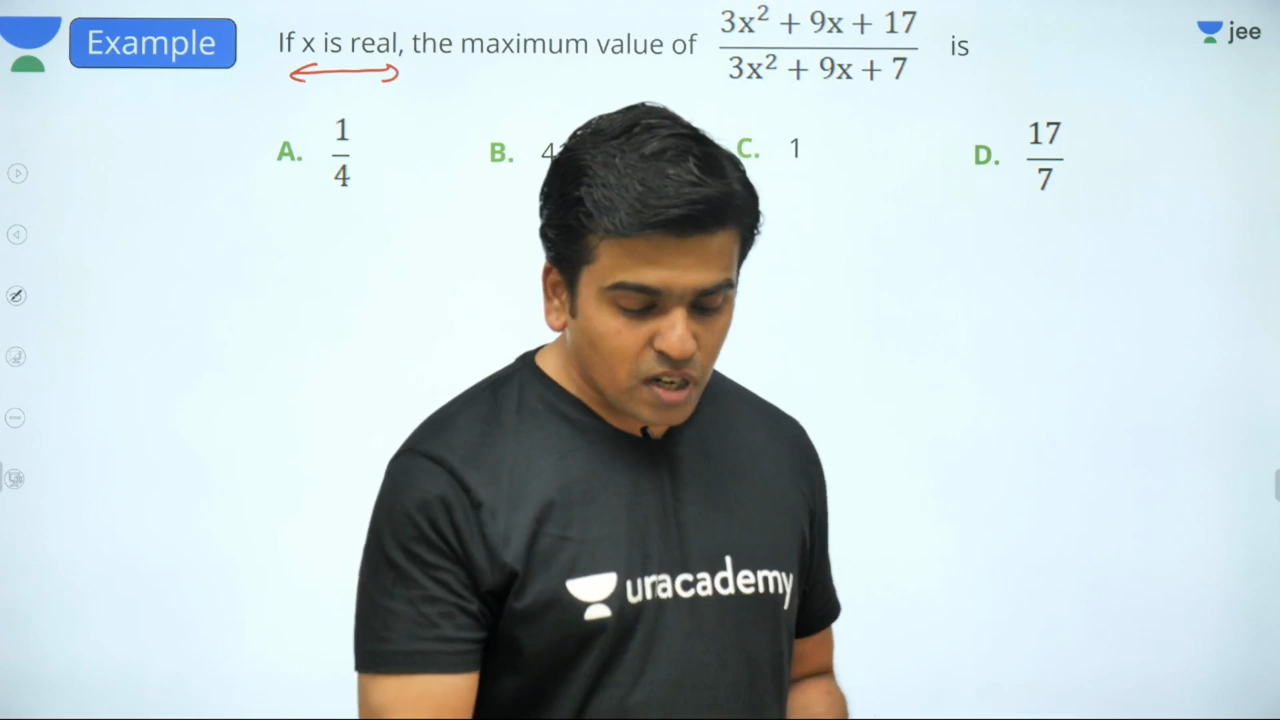 Example
If x is real, the maximum value of (3x² + 9x + 17)/(3x² + 9x + 7) is
jee
A. 1/4
B.
C. 1
D. 17/7
unacademy